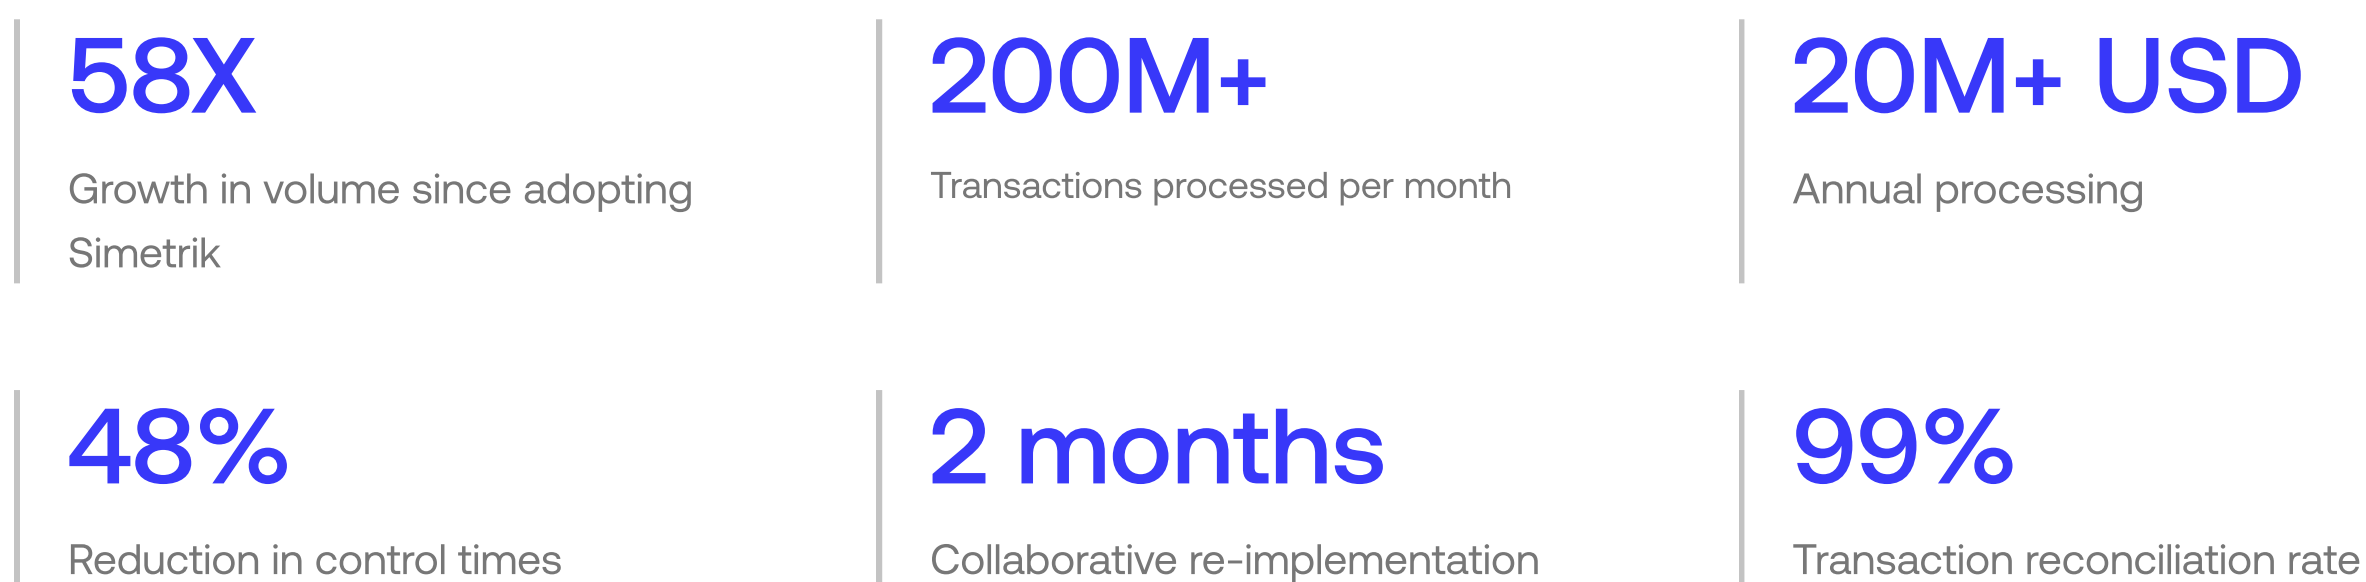 58X
Growth in volume since adopting
Simetrik
200M+
Transactions processed per month
20M+ USD
Annual processing
48%
Reduction in control times
2 months
Collaborative re-implementation
99%
Transaction reconciliation rate